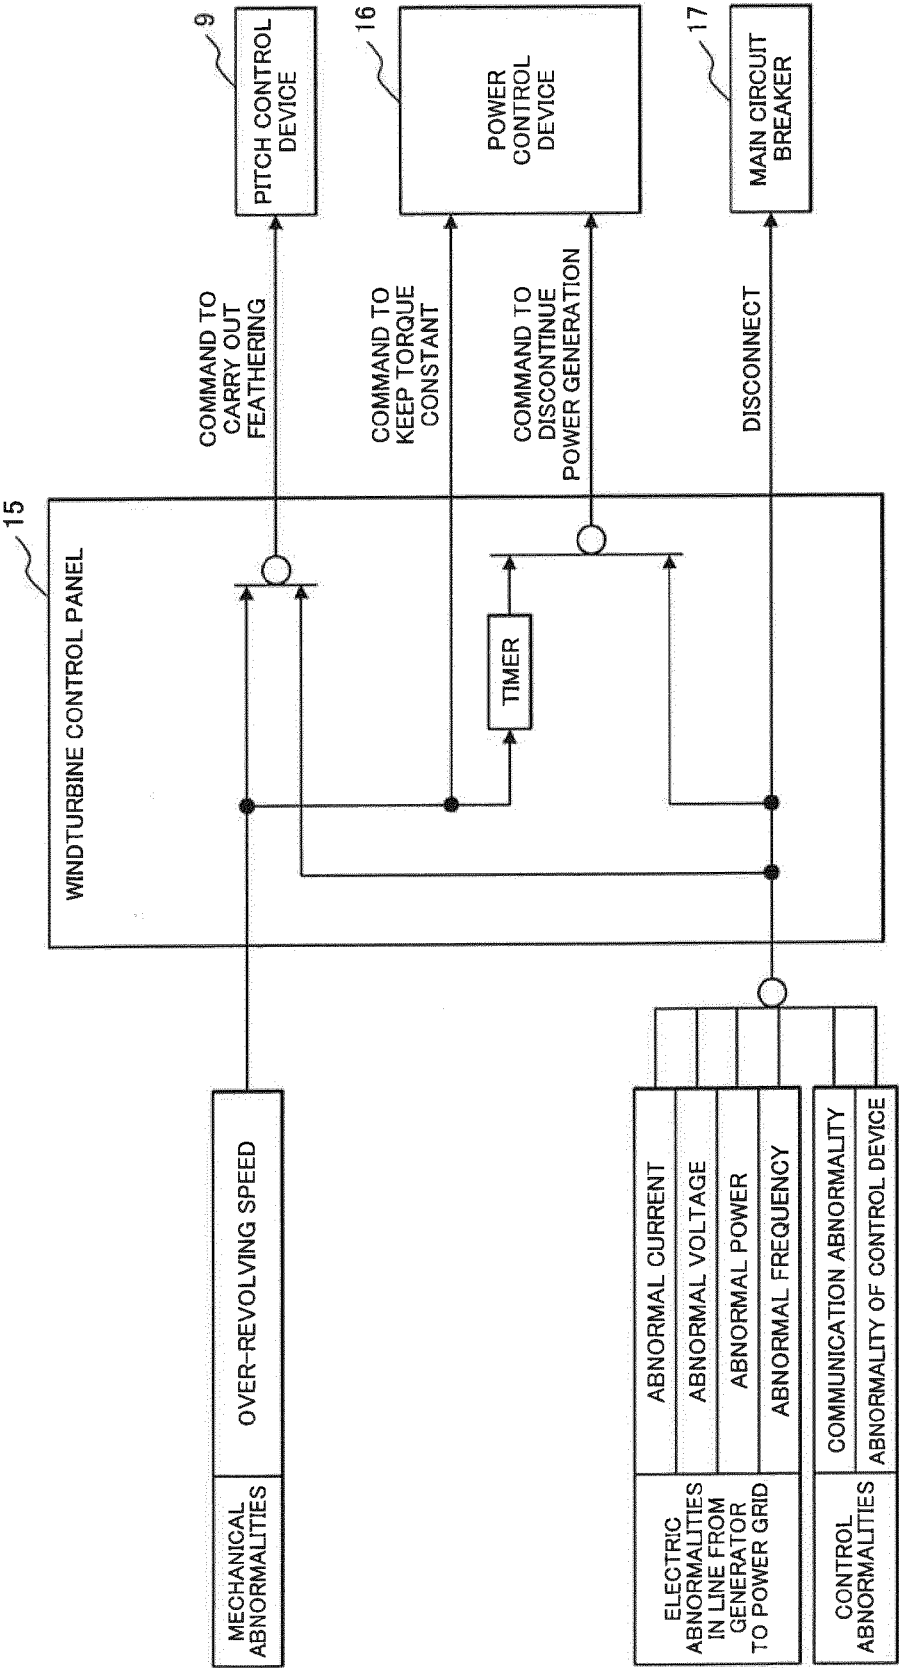 MECHANICAL
ABNORMALITIES
OVER-REVOLVING SPEED
ELECTRIC
ABNORMALITIES
IN LINE FROM
GENERATOR
TO POWER GRID
ABNORMAL CURRENT
ABNORMAL VOLTAGE
ABNORMAL POWER
ABNORMAL FREQUENCY
CONTROL
ABNORMALITIES
COMMUNICATION ABNORMALITY
ABNORMALITY OF CONTROL DEVICE
15
WINDTURBINE CONTROL PANEL
TIMER
COMMAND TO
CARRY OUT
FEATHERING
COMMAND TO
KEEP TORQUE
CONSTANT
COMMAND TO
DISCONTINUE
POWER GENERATION
DISCONNECT
9
PITCH CONTROL
DEVICE
16
POWER
CONTROL
DEVICE
17
MAIN CIRCUIT
BREAKER